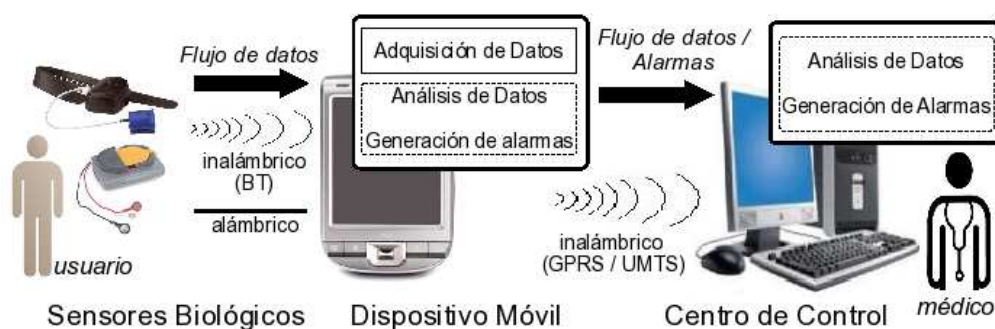 Flujo de datos
Adquisición de Datos
Análisis de Datos
Generación de alarmas
Flujo de datos /
Alarmas
Análisis de Datos
Generación de Alarmas
inalámbrico
(BT)
alámbrico
inalámbrico
(GPRS / UMTS)
usuario
médico
Sensores Biológicos
Dispositivo Móvil
Centro de Control